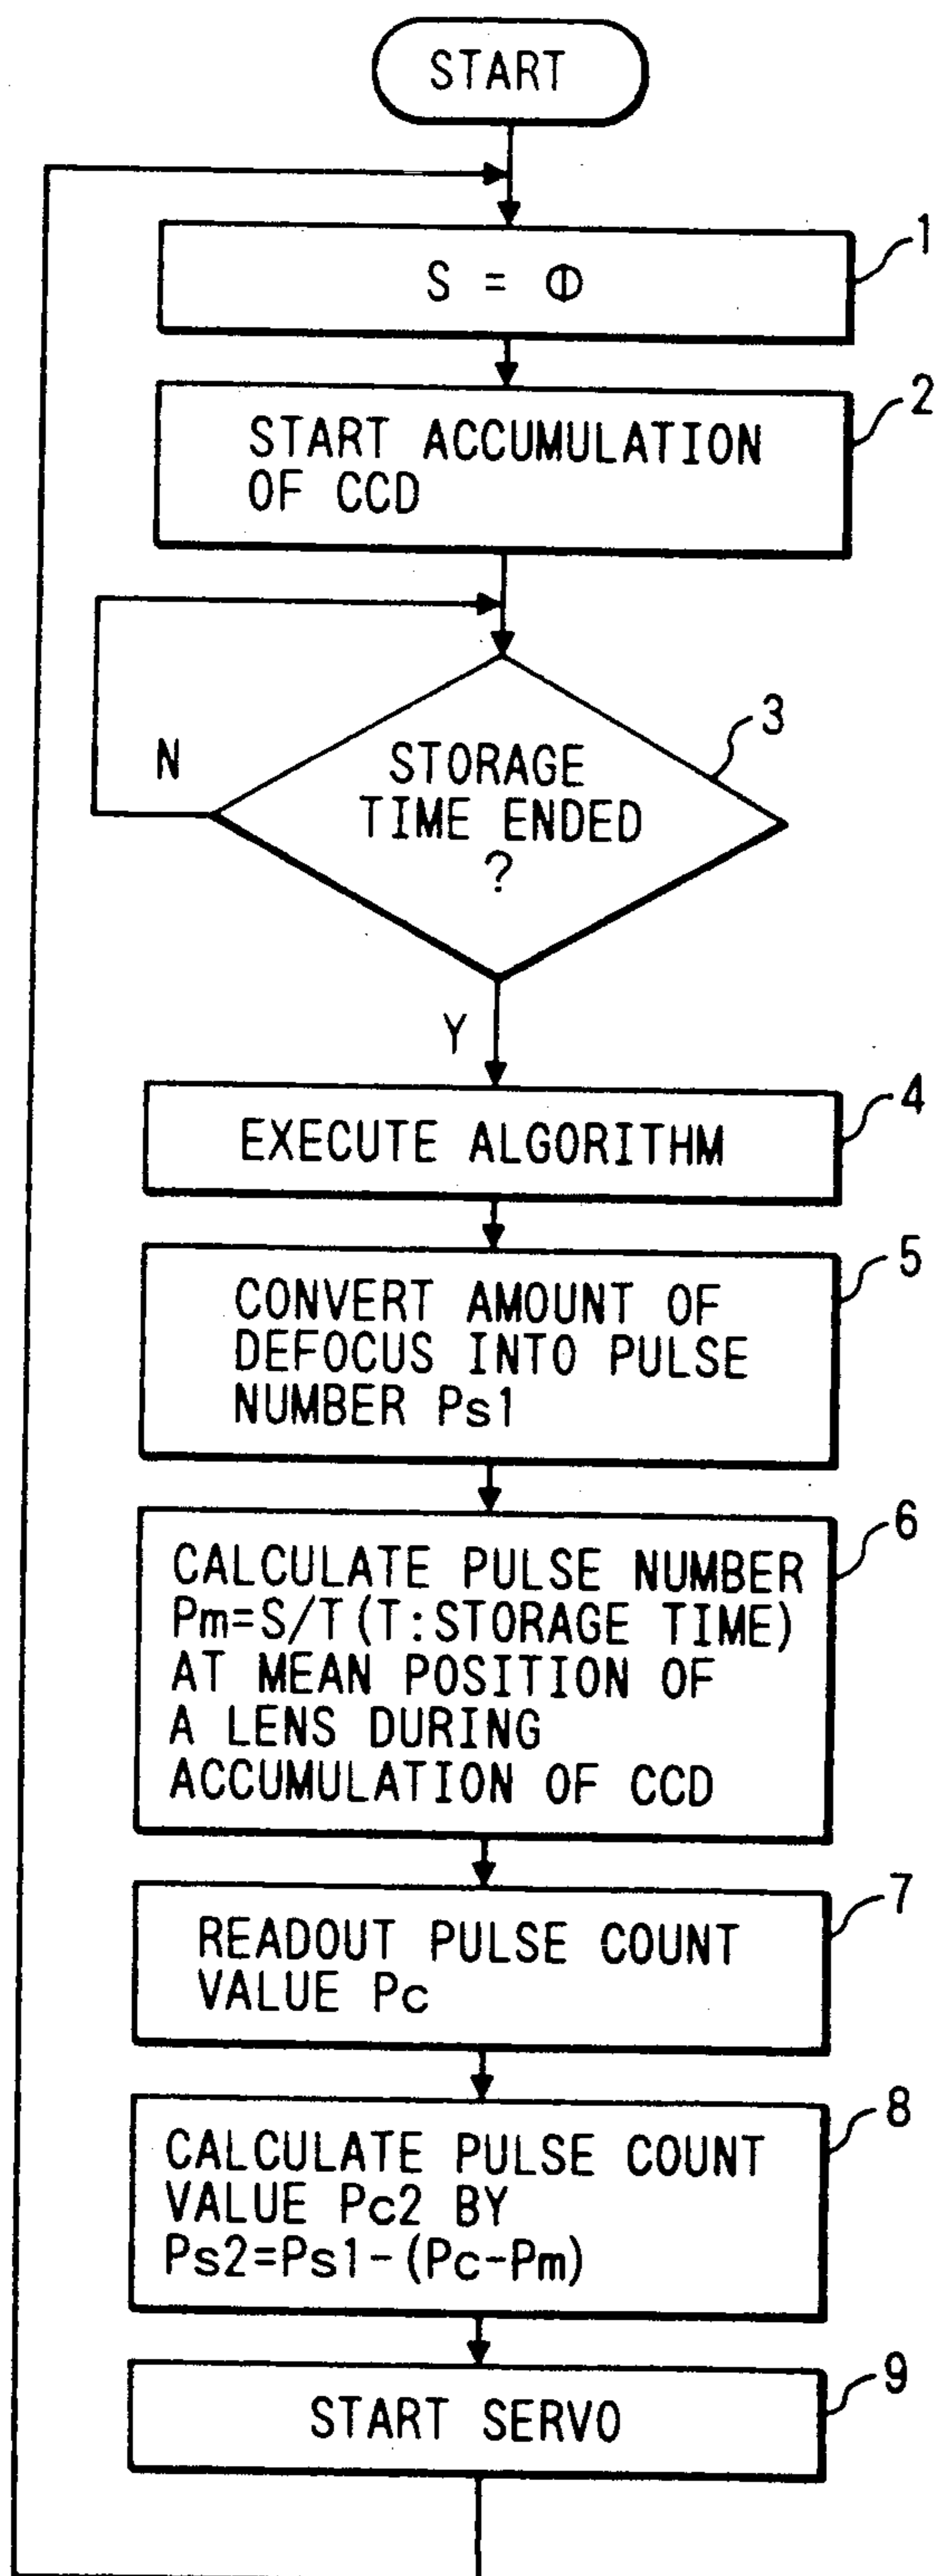 START
S = Φ
1
START ACCUMULATION
OF CCD
2
STORAGE
TIME ENDED
?
3
N
Y
EXECUTE ALGORITHM
4
CONVERT AMOUNT OF
DEFOCUS INTO PULSE
NUMBER Ps1
5
CALCULATE PULSE NUMBER
Pm=S/T(T:STORAGE TIME)
AT MEAN POSITION OF
A LENS DURING
ACCUMULATION OF CCD
6
READOUT PULSE COUNT
VALUE Pc
7
CALCULATE PULSE COUNT
VALUE Pc2 BY
Ps2=Ps1-(Pc-Pm)
8
START SERVO
9